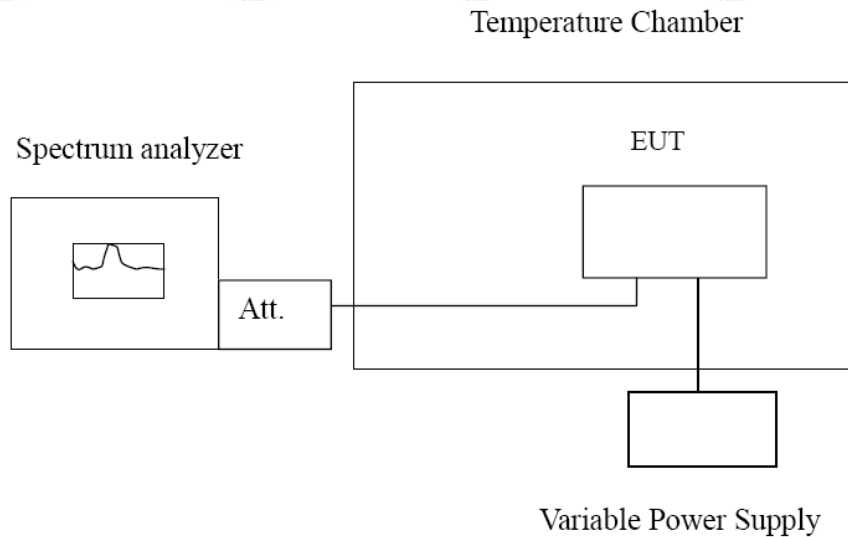 Temperature Chamber
Spectrum analyzer
EUT
Att.
Variable Power Supply